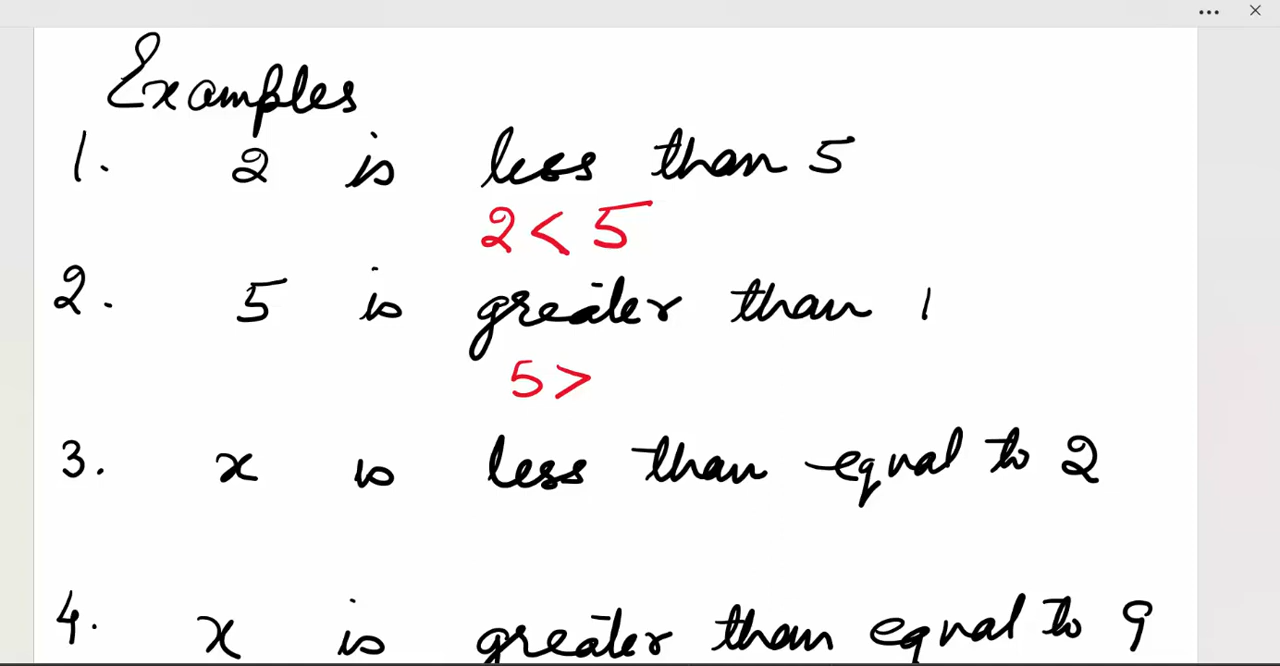 Examples
1. 2 is less than 5
2 < 5
2. 5 is greater than 1
5 >
3. x is less than equal to 2
4. x is greater than equal to 9